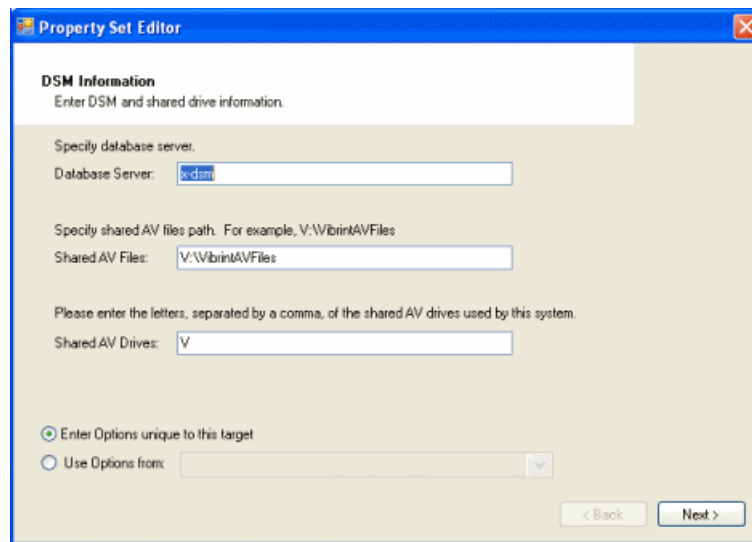 Property Set Editor
DSM Information
Enter DSM and shared drive information.
Specify database server.
Database Server: x-dsm
Specify shared AV files path. For example, V:\VibrintAVFiles
Shared AV Files: V:\VibrintAVFiles
Please enter the letters, separated by a comma, of the shared AV drives used by this system.
Shared AV Drives: V
Enter Options unique to this target
Use Options from:
< Back Next >